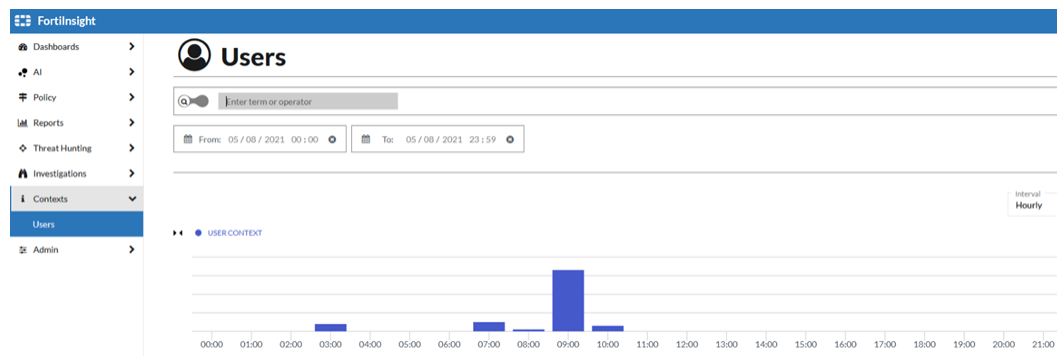 FortiInsight
Dashboards
AI
Policy
Reports
Threat Hunting
Investigations
Contexts
Users
Admin
Users
Enter term or operator
From: 05 / 08 / 2021 00 : 00 To: 05 / 08 / 2021 23 : 59
Interval
Hourly
USER CONTEXT
00:00 01:00 02:00 03:00 04:00 05:00 06:00 07:00 08:00 09:00 10:00 11:00 12:00 13:00 14:00 15:00 16:00 17:00 18:00 19:00 20:00 21:00